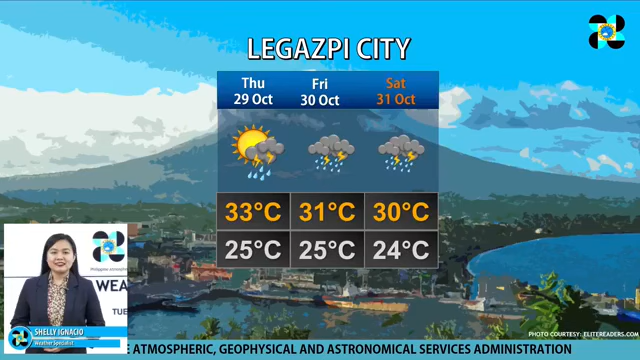 LEGAZPI CITY
Thu Fri Sat
29 Oct 30 Oct 31 Oct
33°C 31°C 30°C
25°C 25°C 24°C
WEA
TUE
SHELLY IGNACIO
Weather Specialist
PHOTO COURTESY: ELITEREADERS.COM
E ATMOSPHERIC, GEOPHYSICAL AND ASTRONOMICAL SERVICES ADMINISTRATION